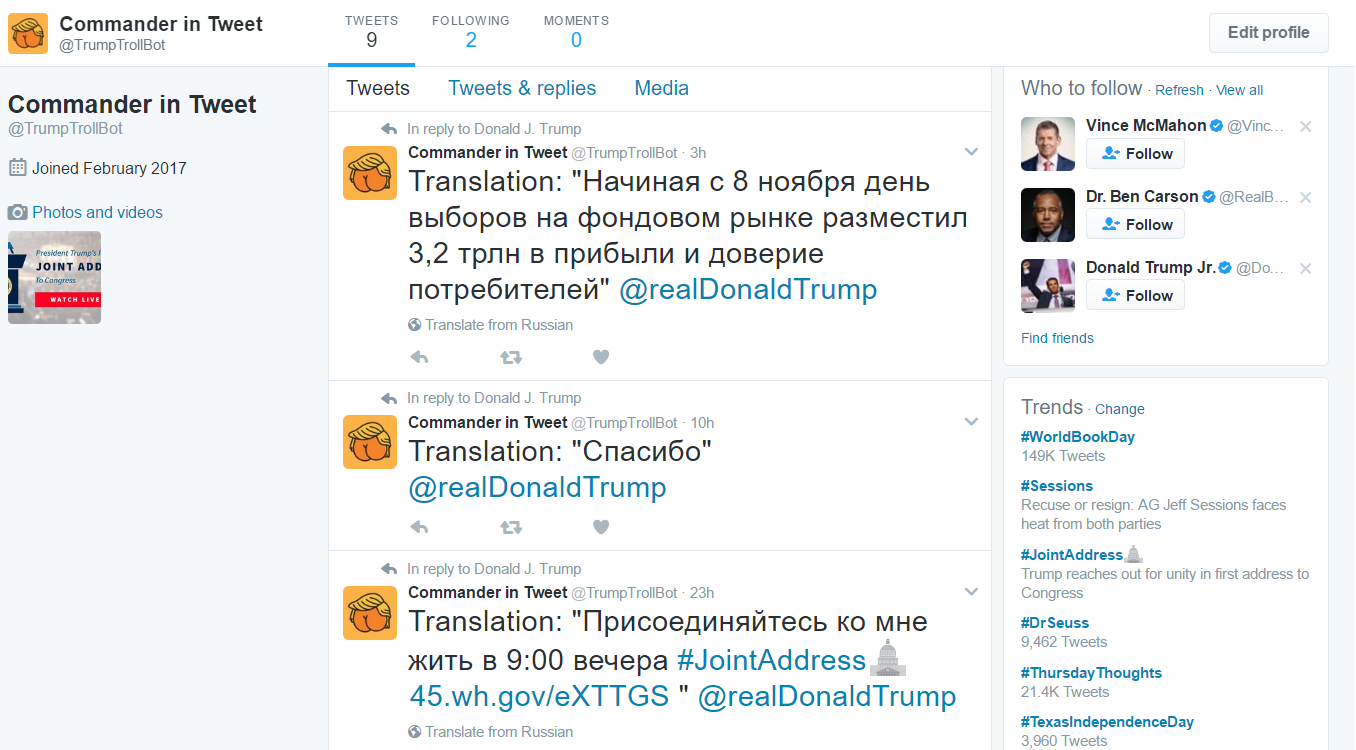 Commander in Tweet
@TrumpTrollBot
TWEETS
9
FOLLOWING
2
MOMENTS
0
Edit profile
Commander in Tweet
@TrumpTrollBot
Joined February 2017
Photos and videos
President Trump's
JOINT ADD
To Congress
WATCH LIVE
Tweets Tweets & replies Media
In reply to Donald J. Trump
Commander in Tweet @TrumpTrollBot · 3h
Translation: "Начиная с 8 ноября день
выборов на фондовом рынке разместил
3,2 трлн в прибыли и доверие
потребителей" @realDonaldTrump
Translate from Russian
In reply to Donald J. Trump
Commander in Tweet @TrumpTrollBot · 10h
Translation: "Спасибо"
@realDonaldTrump
In reply to Donald J. Trump
Commander in Tweet @TrumpTrollBot · 23h
Translation: "Присоединяйтесь ко мне
жить в 9:00 вечера #JointAddress
45.wh.gov/eXTTGS " @realDonaldTrump
Translate from Russian
Who to follow · Refresh · View all
Vince McMahon @Vinc...
Follow
Dr. Ben Carson @RealB...
Follow
Donald Trump Jr. @Do...
Follow
Find friends
Trends · Change
#WorldBookDay
149K Tweets
#Sessions
Recuse or resign: AG Jeff Sessions faces
heat from both parties
#JointAddress
Trump reaches out for unity in first address to
Congress
#DrSeuss
9,462 Tweets
#ThursdayThoughts
21.4K Tweets
#TexasIndependenceDay
3,960 Tweets